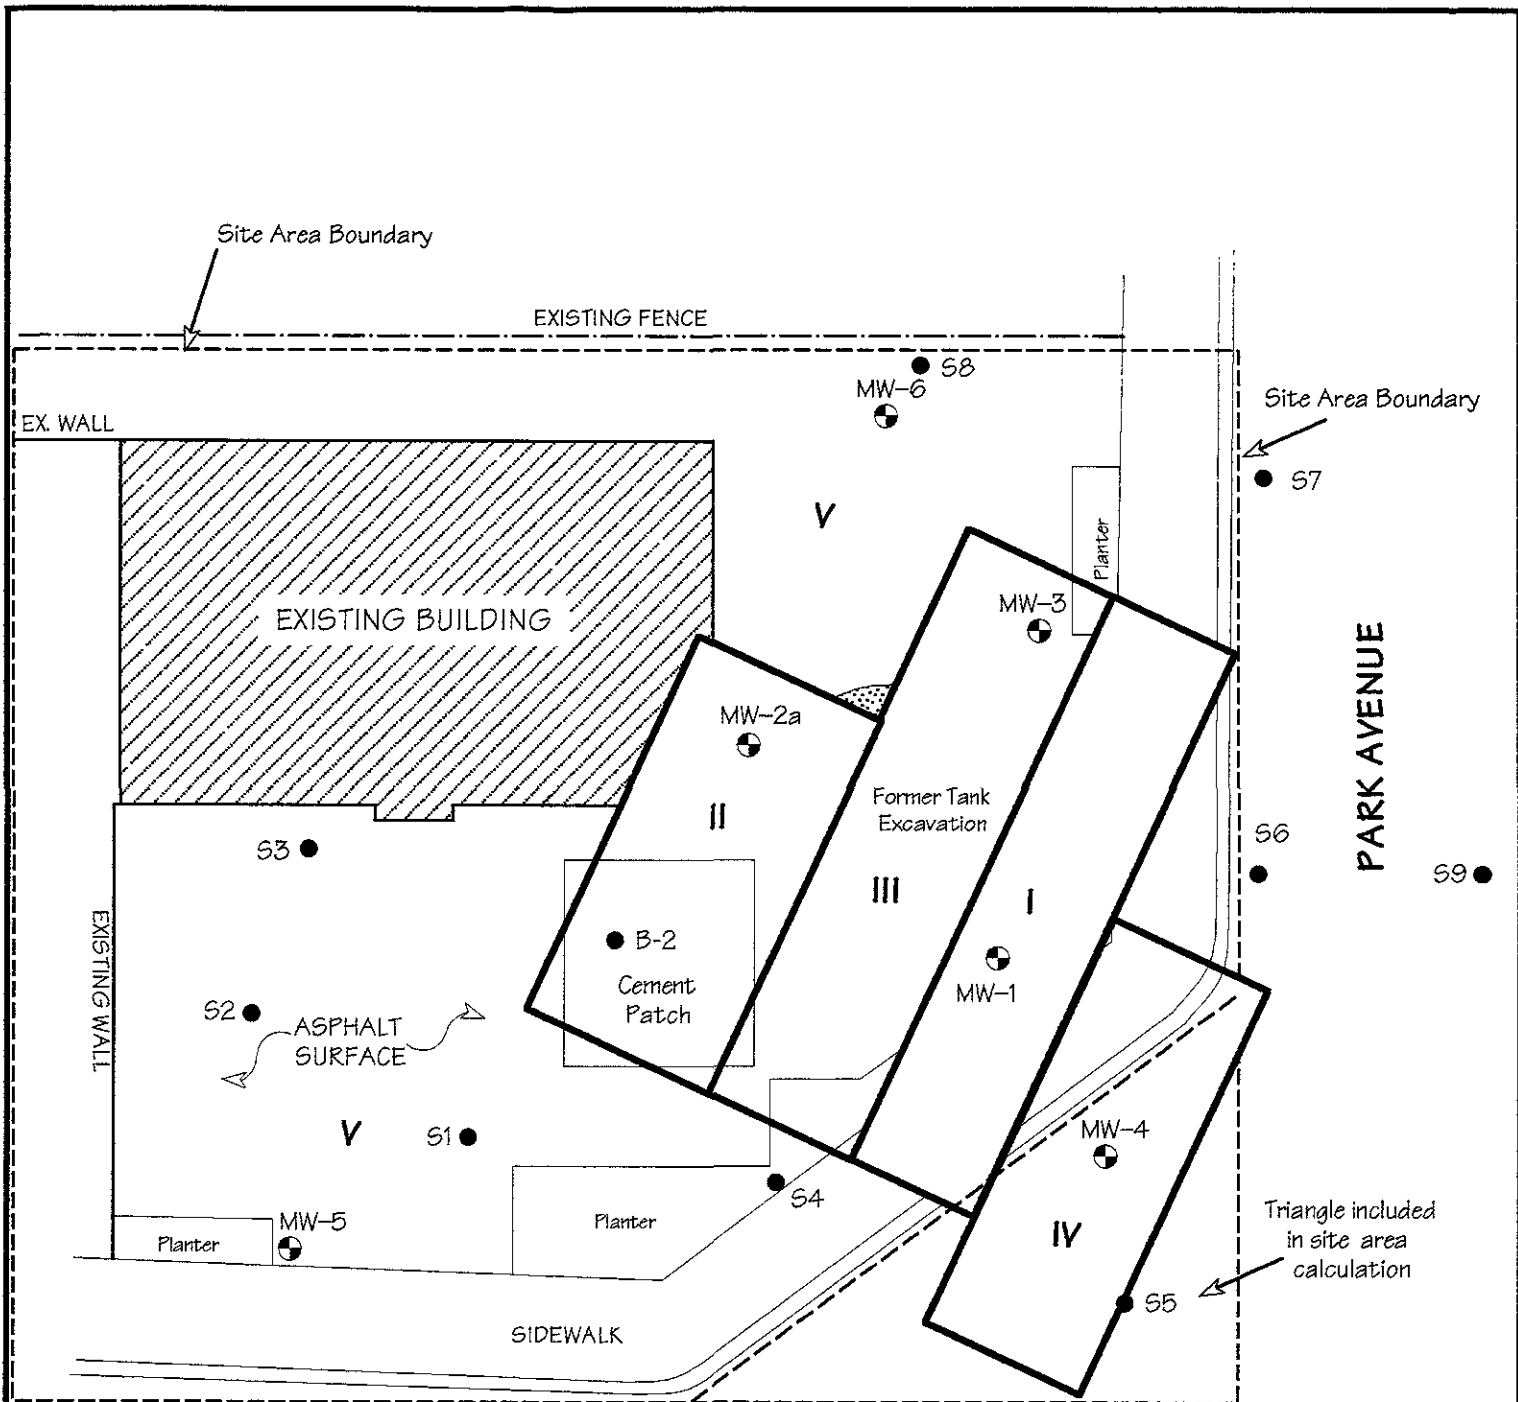 Site Area Boundary
EXISTING FENCE
S8
MW-6
EX. WALL
Site Area Boundary
S7
V
Planter
MW-3
EXISTING BUILDING
PARK AVENUE
MW-2a
II
Former Tank
Excavation
III
I
S6
S9
S3
EXISTING WALL
B-2
Cement
Patch
MW-1
S2
ASPHALT
SURFACE
V
S1
MW-4
S4
Planter
MW-5
Planter
IV
Triangle included
in site area
calculation
S5
SIDEWALK